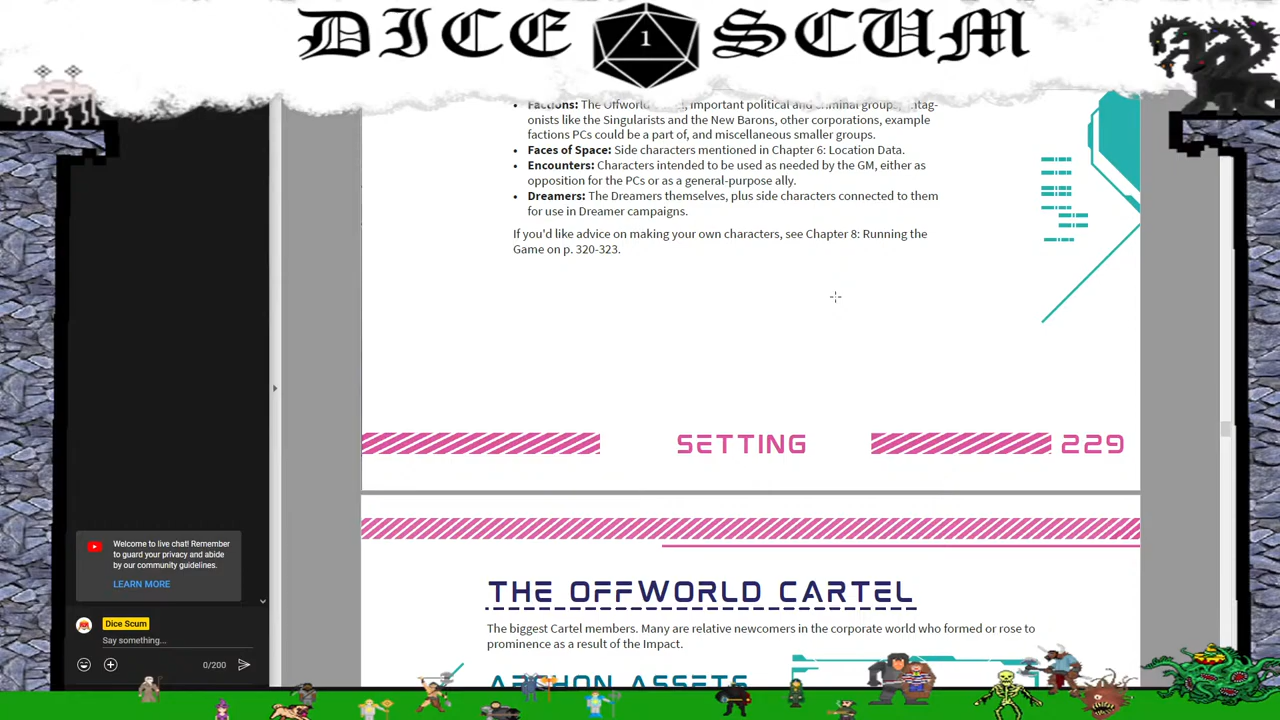 DICE 1 SCUM
• Factions: The Offworld important political and criminal group antag-
onists like the Singularists and the New Barons, other corporations, example
factions PCs could be a part of, and miscellaneous smaller groups.
• Faces of Space: Side characters mentioned in Chapter 6: Location Data.
• Encounters: Characters intended to be used as needed by the GM, either as
opposition for the PCs or as a general-purpose ally.
• Dreamers: The Dreamers themselves, plus side characters connected to them
for use in Dreamer campaigns.
If you'd like advice on making your own characters, see Chapter 8: Running the
Game on p. 320-323.
SETTING 229
THE OFFWORLD CARTEL
The biggest Cartel members. Many are relative newcomers in the corporate world who formed or rose to
prominence as a result of the Impact.
ARCHON ASSETS
Welcome to live chat! Remember
to guard your privacy and abide
by our community guidelines.
LEARN MORE
Dice Scum
Say something...
0/200